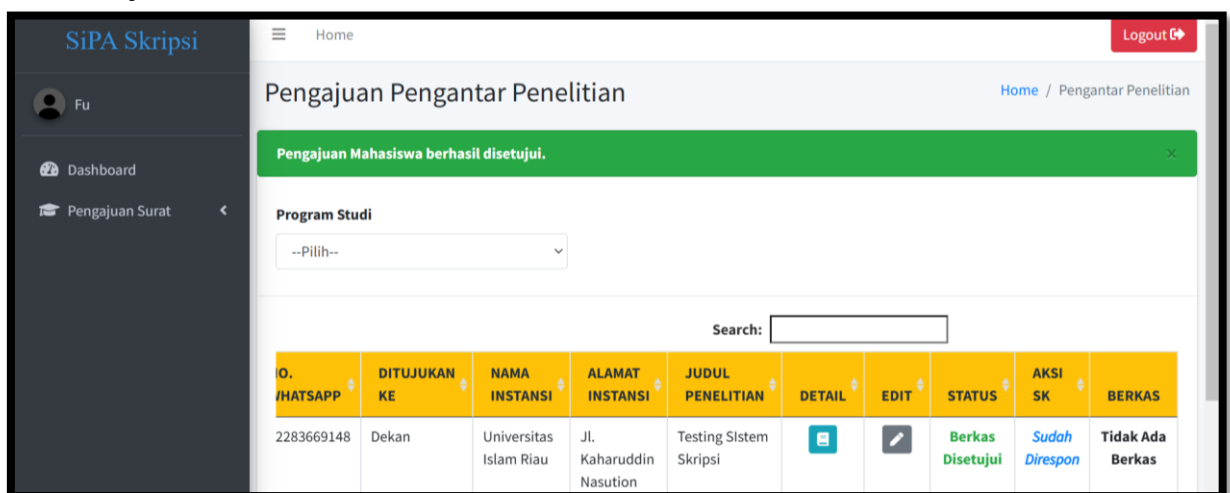 SiPA Skripsi
Home
Logout
Fu
Pengajuan Pengantar Penelitian
Home / Pengantar Penelitian
Pengajuan Mahasiswa berhasil disetujui. ×
Dashboard
Pengajuan Surat
Program Studi
--Pilih--
Search:
O.
WHATSAPP
DITUJUKAN
KE
NAMA
INSTANSI
ALAMAT
INSTANSI
JUDUL
PENELITIAN
DETAIL
EDIT
STATUS
AKSI
SK
BERKAS
2283669148
Dekan
Universitas
Islam Riau
Jl.
Kaharuddin
Nasution
Testing SIstem
Skripsi
Berkas
Disetujui
Sudah
Direspon
Tidak Ada
Berkas